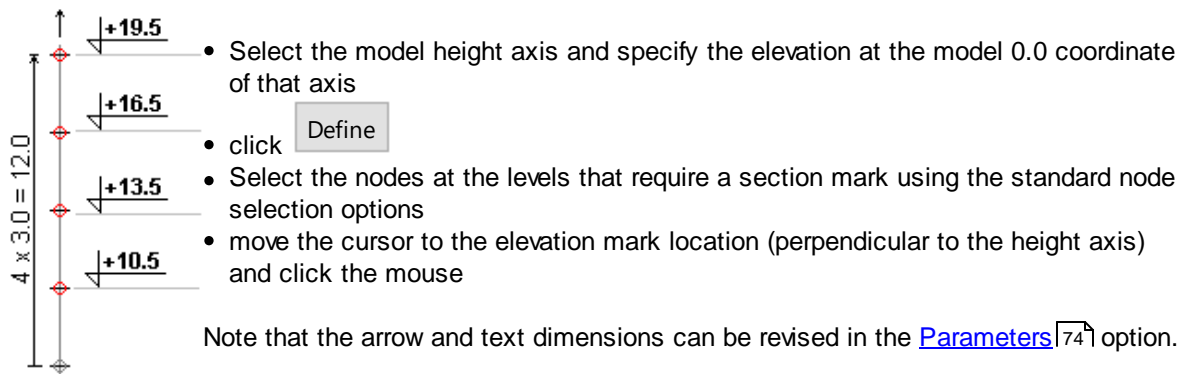 +19.5
+16.5
+13.5
+10.5
4 x 3.0 = 12.0
• Select the model height axis and specify the elevation at the model 0.0 coordinate
of that axis
• click Define
• Select the nodes at the levels that require a section mark using the standard node
selection options
• move the cursor to the elevation mark location (perpendicular to the height axis)
and click the mouse
Note that the arrow and text dimensions can be revised in the Parameters 74 option.